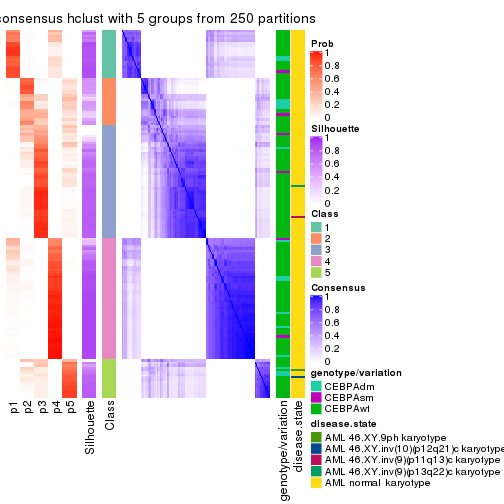 consensus hclust with 5 groups from 250 partitions
Prob
1
0.8
0.6
0.4
0.2
0
Silhouette
1
0.8
0.6
0.4
0.2
0
Class
1
2
3
4
5
Consensus
1
0.8
0.6
0.4
0.2
0
genotype/variation
CEBPAdm
CEBPAsm
CEBPAwt
disease.state
AML 46.XY.9ph karyotype
AML 46.XY.inv(10)(p12q21)c karyotype
AML 46.XY.inv(9)(p11q13)c karyotype
AML 46.XY.inv(9)(p13q22)c karyotype
AML normal karyotype
p1
p2
p3
p4
p5
Silhouette
Class
genotype/variation
disease.state